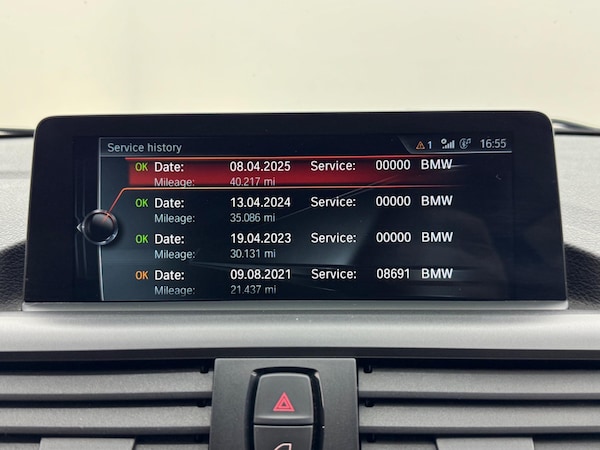 Service history
1 16:55
OK Date: 08.04.2025 Service: 00000 BMW
Mileage: 40.217 mi
OK Date: 13.04.2024 Service: 00000 BMW
Mileage: 35.086 mi
OK Date: 19.04.2023 Service: 00000 BMW
Mileage: 30.131 mi
OK Date: 09.08.2021 Service: 08691 BMW
Mileage: 21.437 mi